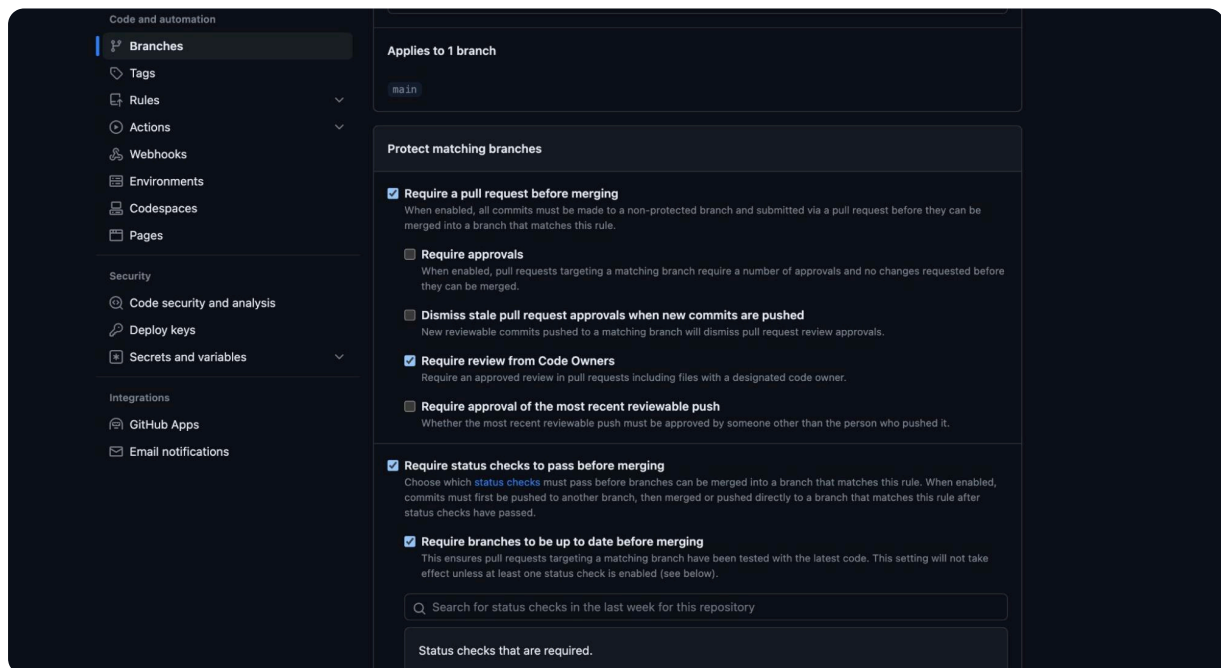 Code and automation
Branches
Tags
Rules
Actions
Webhooks
Environments
Codespaces
Pages
Security
Code security and analysis
Deploy keys
Secrets and variables
Integrations
GitHub Apps
Email notifications
Applies to 1 branch
main
Protect matching branches
Require a pull request before merging
When enabled, all commits must be made to a non-protected branch and submitted via a pull request before they can be
merged into a branch that matches this rule.
Require approvals
When enabled, pull requests targeting a matching branch require a number of approvals and no changes requested before
they can be merged.
Dismiss stale pull request approvals when new commits are pushed
New reviewable commits pushed to a matching branch will dismiss pull request review approvals.
Require review from Code Owners
Require an approved review in pull requests including files with a designated code owner.
Require approval of the most recent reviewable push
Whether the most recent reviewable push must be approved by someone other than the person who pushed it.
Require status checks to pass before merging
Choose which status checks must pass before branches can be merged into a branch that matches this rule. When enabled,
commits must first be pushed to another branch, then merged or pushed directly to a branch that matches this rule after
status checks have passed.
Require branches to be up to date before merging
This ensures pull requests targeting a matching branch have been tested with the latest code. This setting will not take
effect unless at least one status check is enabled (see below).
Search for status checks in the last week for this repository
Status checks that are required.